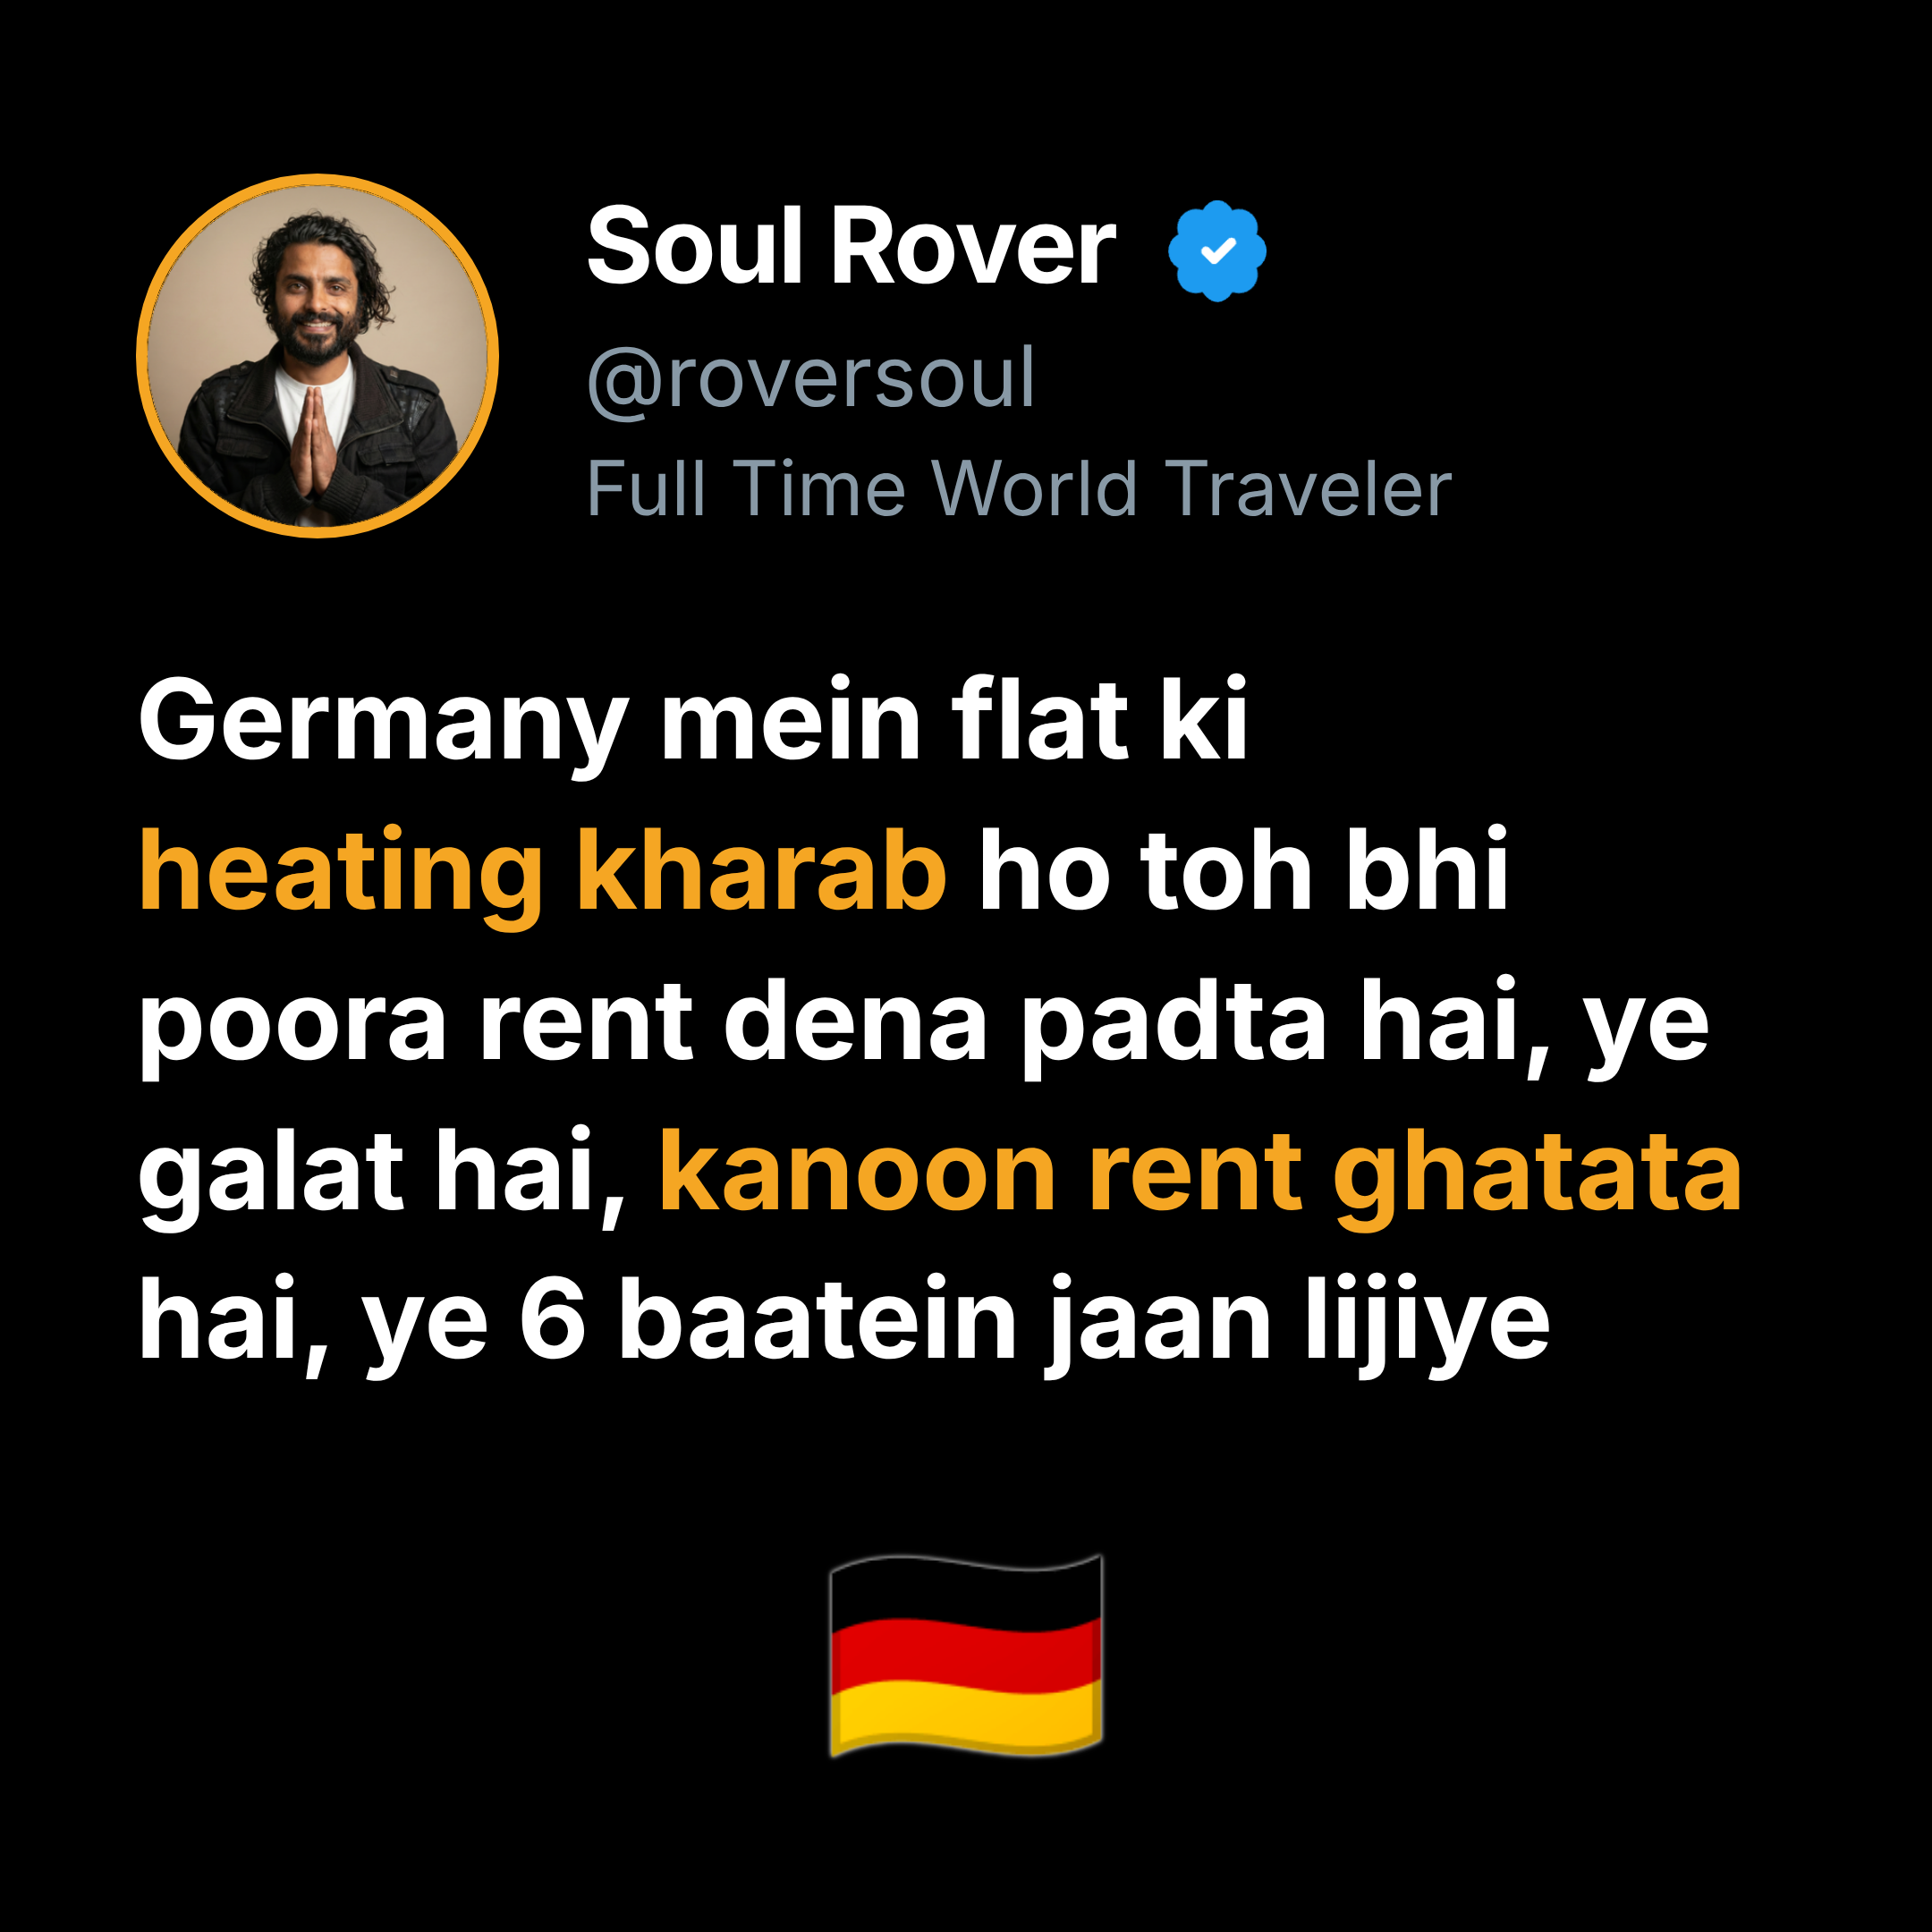 Soul Rover
@roversoul
Full Time World Traveler
Germany mein flat ki
heating kharab ho toh bhi
poora rent dena padta hai, ye
galat hai, kanoon rent ghatata
hai, ye 6 baatein jaan lijiye